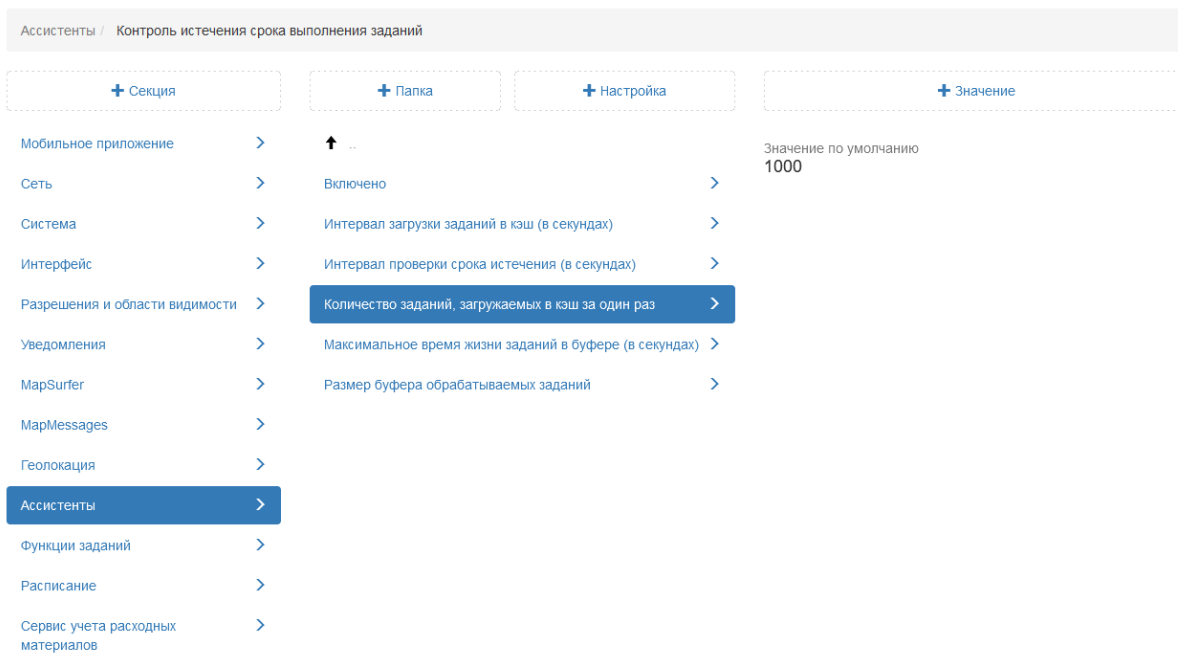 Ассистенты / Контроль истечения срока выполнения заданий
+ Секция
+ Папка
+ Настройка
+ Значение
Мобильное приложение
Сеть
Система
Интерфейс
Разрешения и области видимости
Уведомления
MapSurfer
MapMessages
Геолокация
Ассистенты
Функции заданий
Расписание
Сервис учета расходных
материалов
..
Включено
Интервал загрузки заданий в кэш (в секундах)
Интервал проверки срока истечения (в секундах)
Количество заданий, загружаемых в кэш за один раз
Максимальное время жизни заданий в буфере (в секундах)
Размер буфера обрабатываемых заданий
Значение по умолчанию
1000